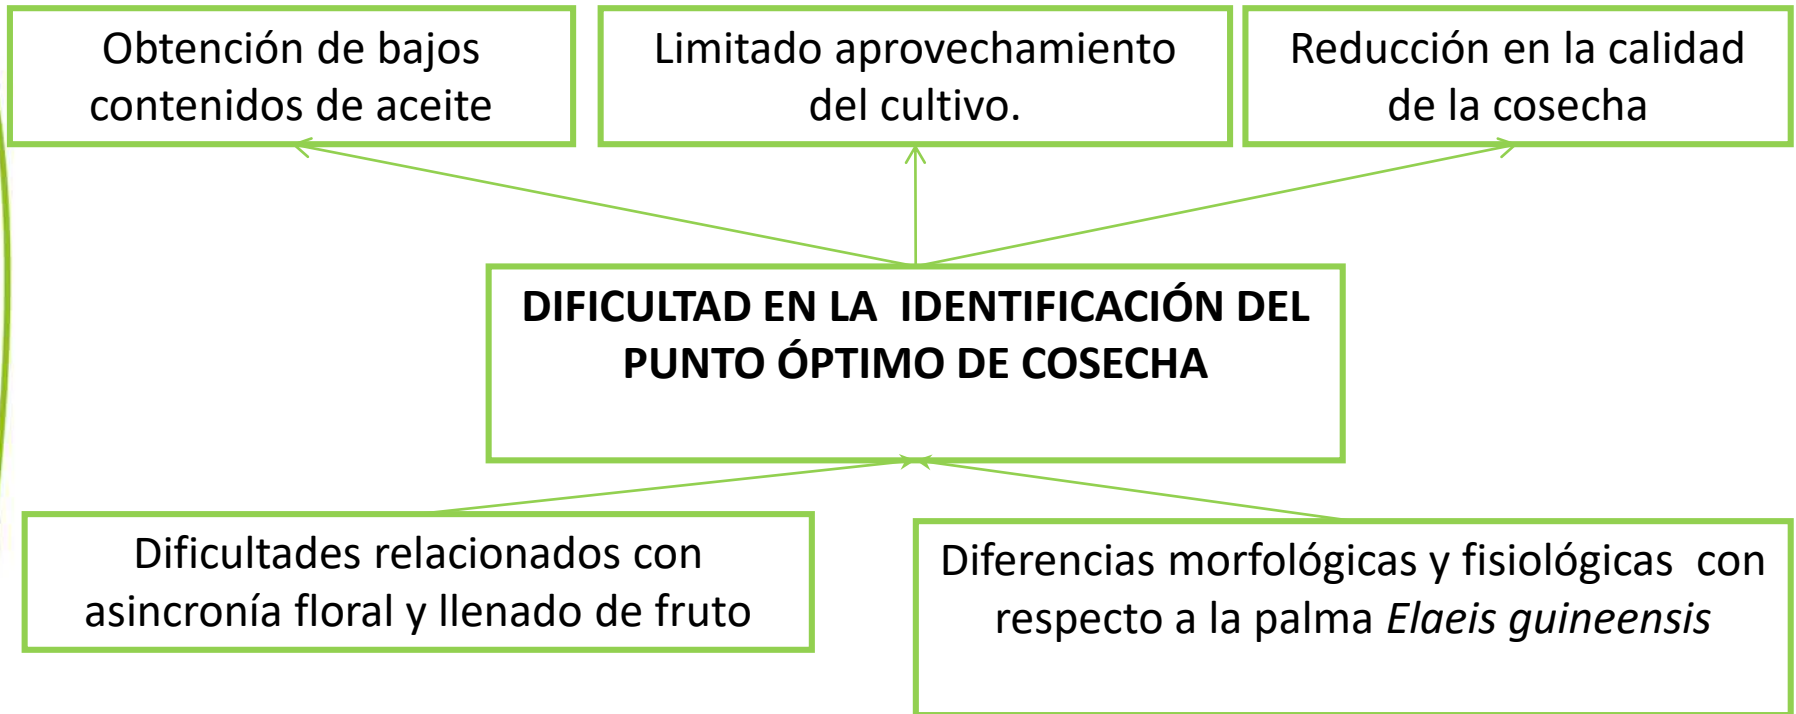 Obtención de bajos
contenidos de aceite
Limitado aprovechamiento
del cultivo.
Reducción en la calidad
de la cosecha
DIFICULTAD EN LA  IDENTIFICACIÓN DEL
PUNTO ÓPTIMO DE COSECHA
Dificultades relacionados con
asincronía floral y llenado de fruto
Diferencias morfológicas y fisiológicas  con
respecto a la palma Elaeis guineensis